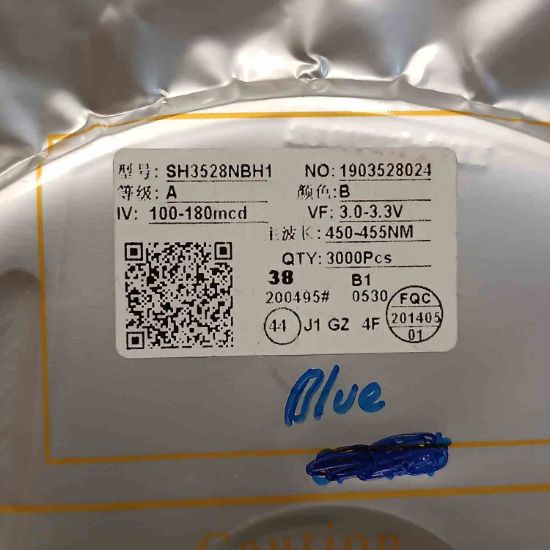 型号: SH3528NBH1 NO: 1903528024
等级: A 颜色: B
IV: 100-180mcd VF: 3.0-3.3V
主波长: 450-455NM
QTY: 3000Pcs
38 B1
200495# 0530
44 J1 GZ 4F
FQC
201405
01
Blue
Caution